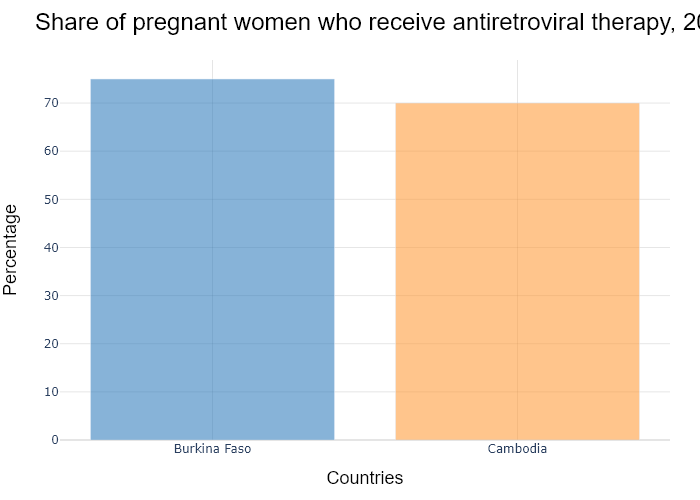 Share of pregnant women who receive antiretroviral therapy, 20
Percentage
70
60
50
40
30
20
10
0
Burkina Faso
Cambodia
Countries